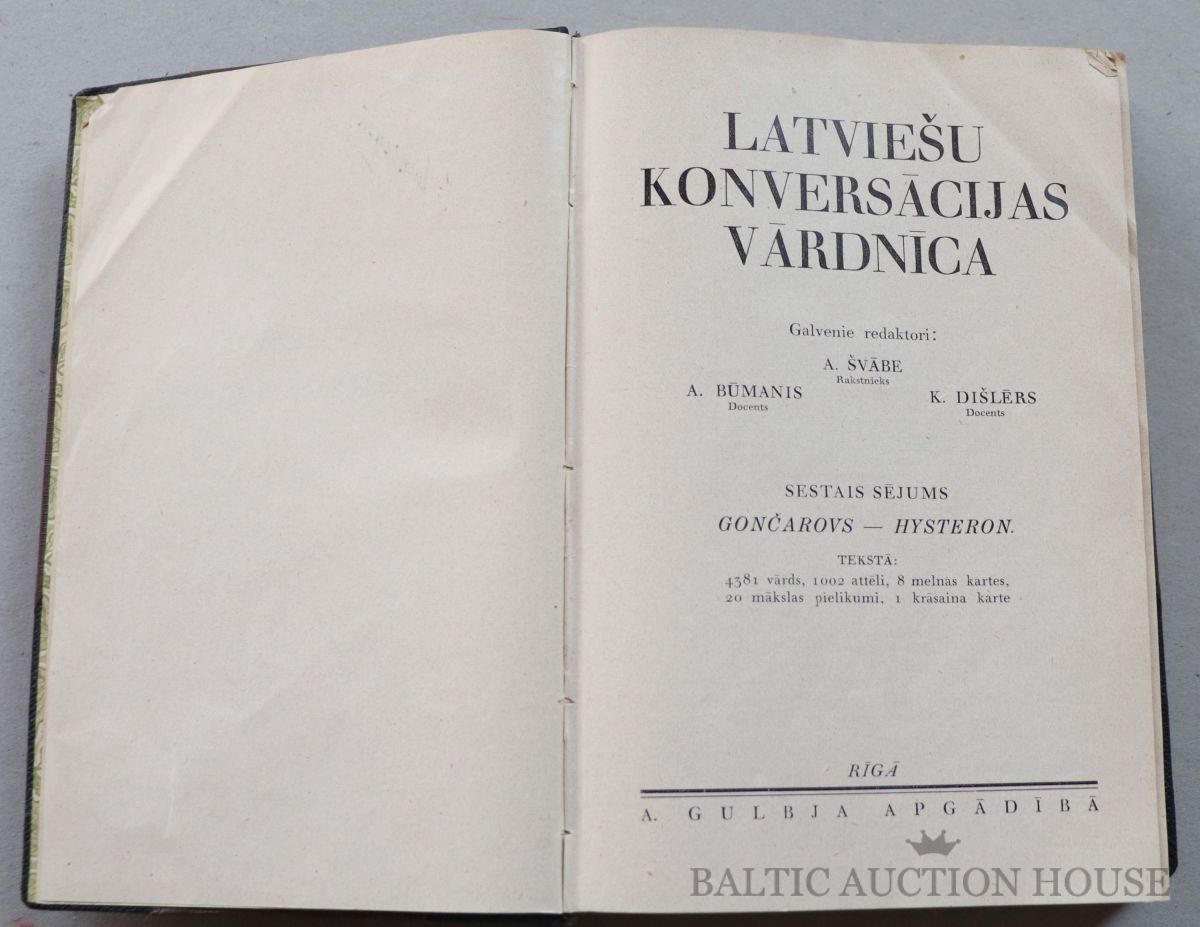 LATVIEŠU
KONVERSĀCIJAS
VĀRDNĪCA
Galvenie redaktori:
A. ŠVĀBE
Rakstnieks
A. BŪMANIS
Docents
K. DIŠLĒRS
Docents
SESTAIS SĒJUMS
GONČAROVS — HYSTERON.
TEKSTĀ:
4381 vārds, 1002 attēli, 8 melnas kartes,
20 mākslas pielikumi, 1 krāsaina karte
RĪGĀ
A. GULBJA APGĀDĪBĀ
BALTIC AUCTION HOUSE